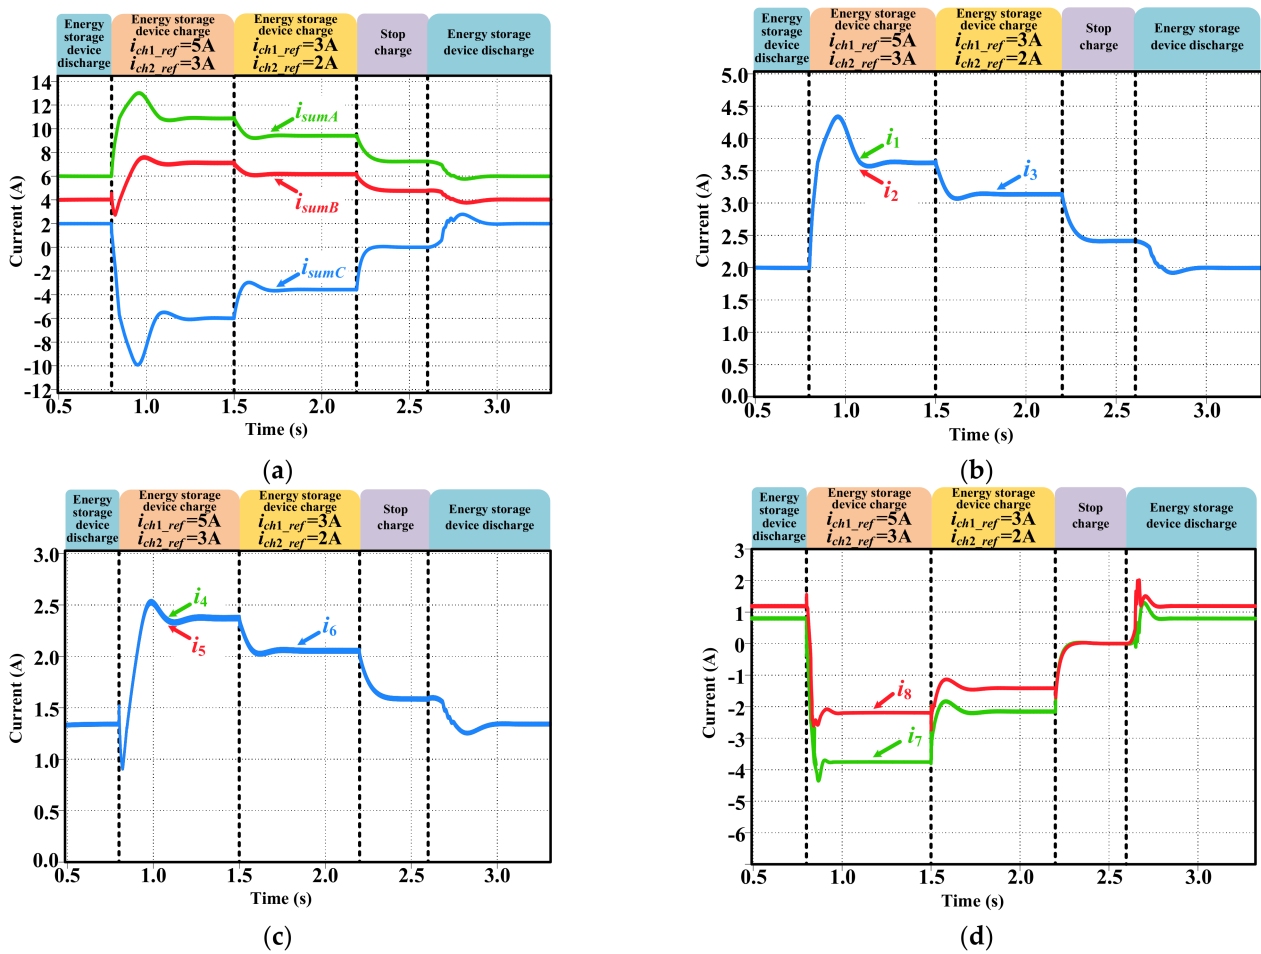 Energy
storage
device
discharge
Energy storage
device charge
ich1_ref=5A
ich2_ref=3A
Energy storage
device charge
ich1_ref=3A
ich2_ref=2A
Stop
charge
Energy storage
device discharge
14
12
10
8
6
4
2
0
-2
-4
-6
-8
-10
-12
Current (A)
isumA
isumB
isumC
0.5 1.0 1.5 2.0 2.5 3.0
Time (s)
(a)
Energy
storage
device
discharge
Energy storage
device charge
ich1_ref=5A
ich2_ref=3A
Energy storage
device charge
ich1_ref=3A
ich2_ref=2A
Stop
charge
Energy storage
device discharge
5.0
4.5
4.0
3.5
3.0
2.5
2.0
1.5
1.0
0.5
0.0
Current (A)
i1
i2
i3
0.5 1.0 1.5 2.0 2.5 3.0
Time (s)
(b)
Energy
storage
device
discharge
Energy storage
device charge
ich1_ref=5A
ich2_ref=3A
Energy storage
device charge
ich1_ref=3A
ich2_ref=2A
Stop
charge
Energy storage
device discharge
3.0
2.5
2.0
1.5
1.0
0.5
0.0
Current (A)
i4
i5
i6
0.5 1.0 1.5 2.0 2.5 3.0
Time (s)
(c)
Energy
storage
device
discharge
Energy storage
device charge
ich1_ref=5A
ich2_ref=3A
Energy storage
device charge
ich1_ref=3A
ich2_ref=2A
Stop
charge
Energy storage
device discharge
3
2
1
0
-1
-2
-3
-4
-5
-6
Current (A)
i8
i7
0.5 1.0 1.5 2.0 2.5 3.0
Time (s)
(d)